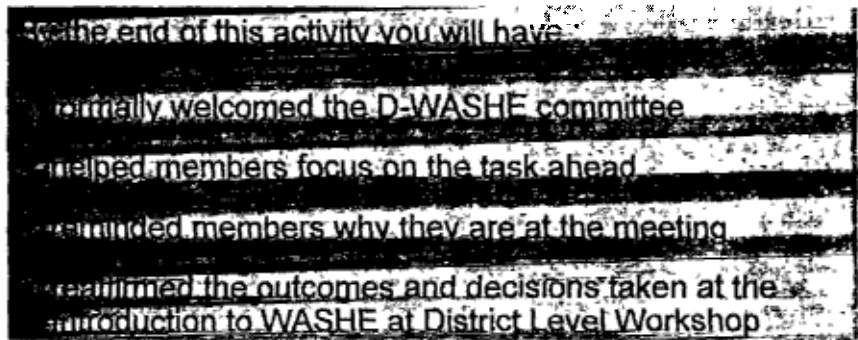 the end of this activity you will have
formally welcomed the D-WASHE committee
helped members focus on the task ahead
reminded members why they are at the meeting
reaffirmed the outcomes and decisions taken at the
introduction to WASHE at District Level Workshop